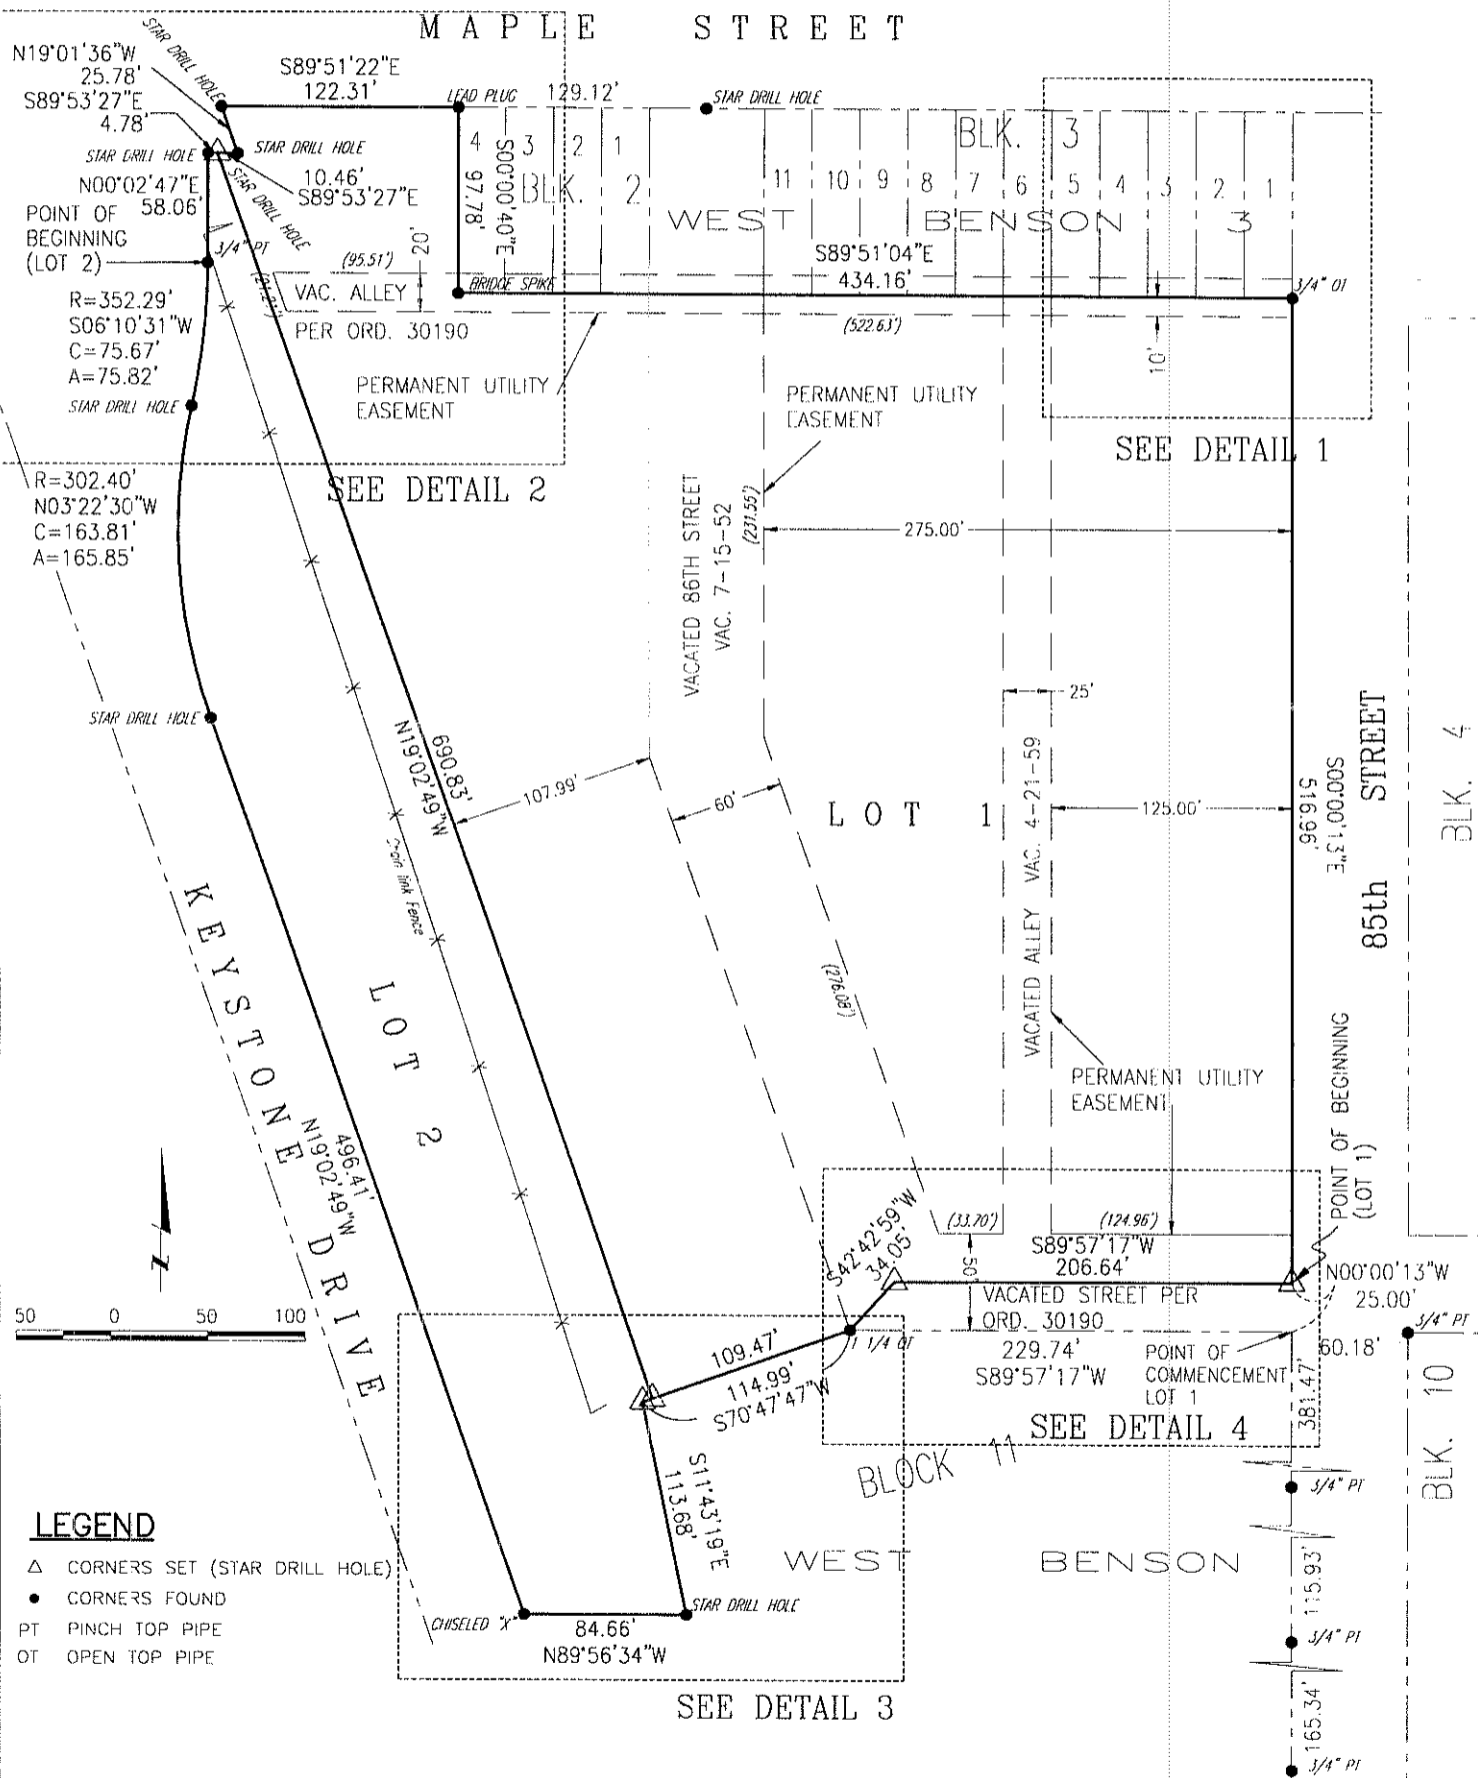 MAPLE STREET
STAR DRILL HOLE
N19°01'36"W
25.78'
S89°53'27"E
4.78'
S89°51'22"E
122.31'
LEAD PLUG
129.12'
STAR DRILL HOLE
STAR DRILL HOLE
STAR DRILL HOLE
10.46'
S89°53'27"E
STAR DRILL HOLE
N00°02'47"E
58.06'
POINT OF
BEGINNING
(LOT 2)
3/4" PT
4 3 2 1
BLK. 2
S00°00'40"E
97.78'
BLK. 3
11 10 9 8 7 6 5 4 3 2 1
WEST BENSON 3
S89°51'04"E
434.16'
3/4" OT
(95.51')
20'
(21.21')
VAC. ALLEY
PER ORD. 30190
BRIDGE SPIKE
(522.63')
10'
R=352.29'
S06°10'31"W
C=75.67'
A=75.82'
STAR DRILL HOLE
PERMANENT UTILITY
EASEMENT
PERMANENT UTILITY
EASEMENT
SEE DETAIL 1
SEE DETAIL 2
R=302.40'
N03°22'30"W
C=163.81'
A=165.85'
VACATED 86TH STREET
VAC. 7-15-52
(231.55')
275.00'
STAR DRILL HOLE
25'
690.83'
N19°02'49"W
107.99'
60'
LOT 1
125.00'
S00°00'13"E
516.96'
85th STREET
BLK. 4
Chain link Fence
VACATED ALLEY VAC. 4-21-59
(276.08')
KEYSTONE DRIVE
LOT 2
496.41'
N19°02'49"W
PERMANENT UTILITY
EASEMENT
POINT OF BEGINNING
(LOT 1)
N
S42°42'59"W
34.05'
(33.70')
(124.96')
S89°57'17"W
206.64'
50'
VACATED STREET PER
ORD. 30190
N00°00'13"W
25.00'
3/4" PT
60.18'
50 0 50 100
1 1/4 OT
229.74'
S89°57'17"W
POINT OF
COMMENCEMENT
LOT 1
381.47'
109.47'
114.99'
S70°47'47"W
SEE DETAIL 4
BLOCK 11
BLK. 10
3/4" PT
S11°43'19"E
113.68'
WEST BENSON
115.93'
3/4" PT
LEGEND
△ CORNERS SET (STAR DRILL HOLE)
● CORNERS FOUND
PT PINCH TOP PIPE
OT OPEN TOP PIPE
CHISELED "X"
84.66'
N89°56'34"W
STAR DRILL HOLE
SEE DETAIL 3
165.34'
3/4" PT